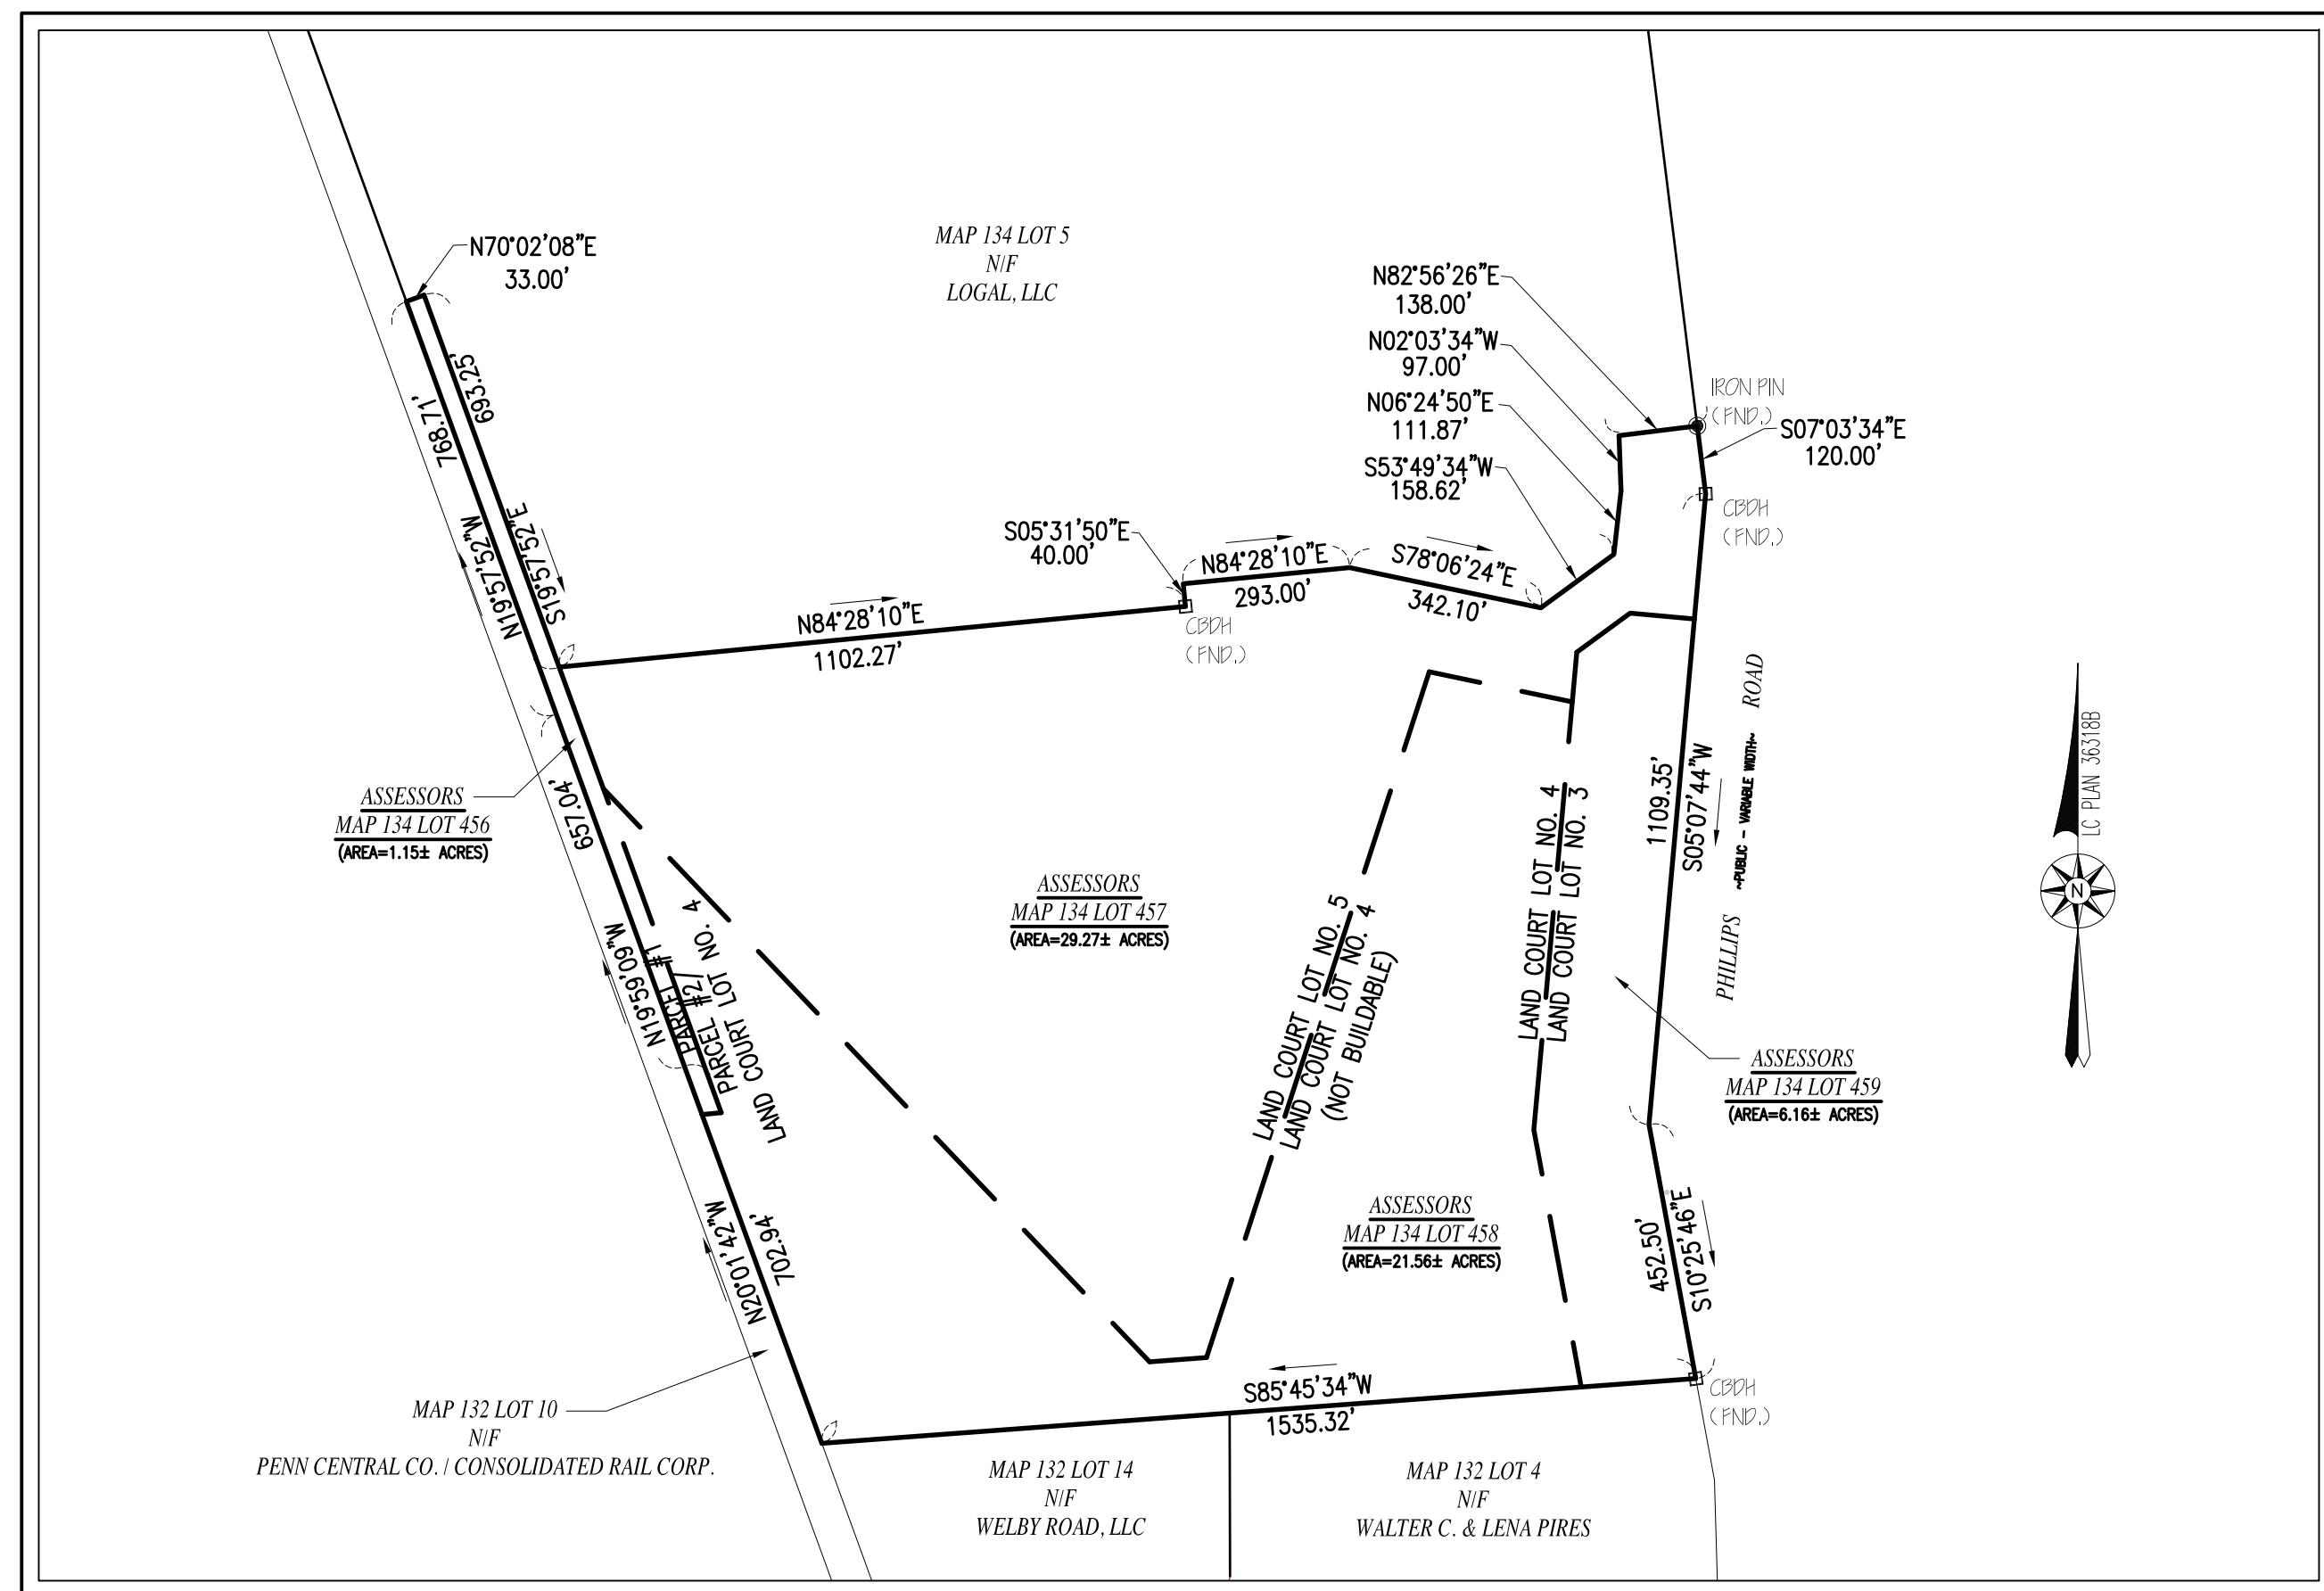 N70°02'08"E
33.00'
MAP 134 LOT 5
N/F
LOGAL, LLC
N82°56'26"E
138.00'
N02°03'34"W
97.00'
N06°24'50"E
111.87'
S53°49'34"W
158.62'
IRON PIN
(FND.)
S07°03'34"E
120.00'
CBDH
(FND.)
693.25'
768.71'
S19°57'52"E
N19°57'52"W
S05°31'50"E
40.00'
N84°28'10"E
293.00'
S78°06'24"E
342.10'
N84°28'10"E
1102.27'
CBDH
(FND.)
ASSESSORS
MAP 134 LOT 456
(AREA=1.15± ACRES)
657.04'
N19°59'09"W
PARCEL #1
PARCEL #2/
LAND COURT LOT NO. 4
ASSESSORS
MAP 134 LOT 457
(AREA=29.27± ACRES)
LAND COURT LOT NO. 5
LAND COURT LOT NO. 4
(NOT BUILDABLE)
LAND COURT LOT NO. 4
LAND COURT LOT NO. 3
1109.35'
S05°07'44"W
PHILLIPS ROAD
~PUBLIC - VARIABLE WIDTH~
LC PLAN 36318B
N
ASSESSORS
MAP 134 LOT 459
(AREA=6.16± ACRES)
ASSESSORS
MAP 134 LOT 458
(AREA=21.56± ACRES)
452.50'
S10°25'46"E
N20°01'42"W
702.94'
S85°45'34"W
1535.32'
CBDH
(FND.)
MAP 132 LOT 10
N/F
PENN CENTRAL CO. / CONSOLIDATED RAIL CORP.
MAP 132 LOT 14
N/F
WELBY ROAD, LLC
MAP 132 LOT 4
N/F
WALTER C. & LENA PIRES